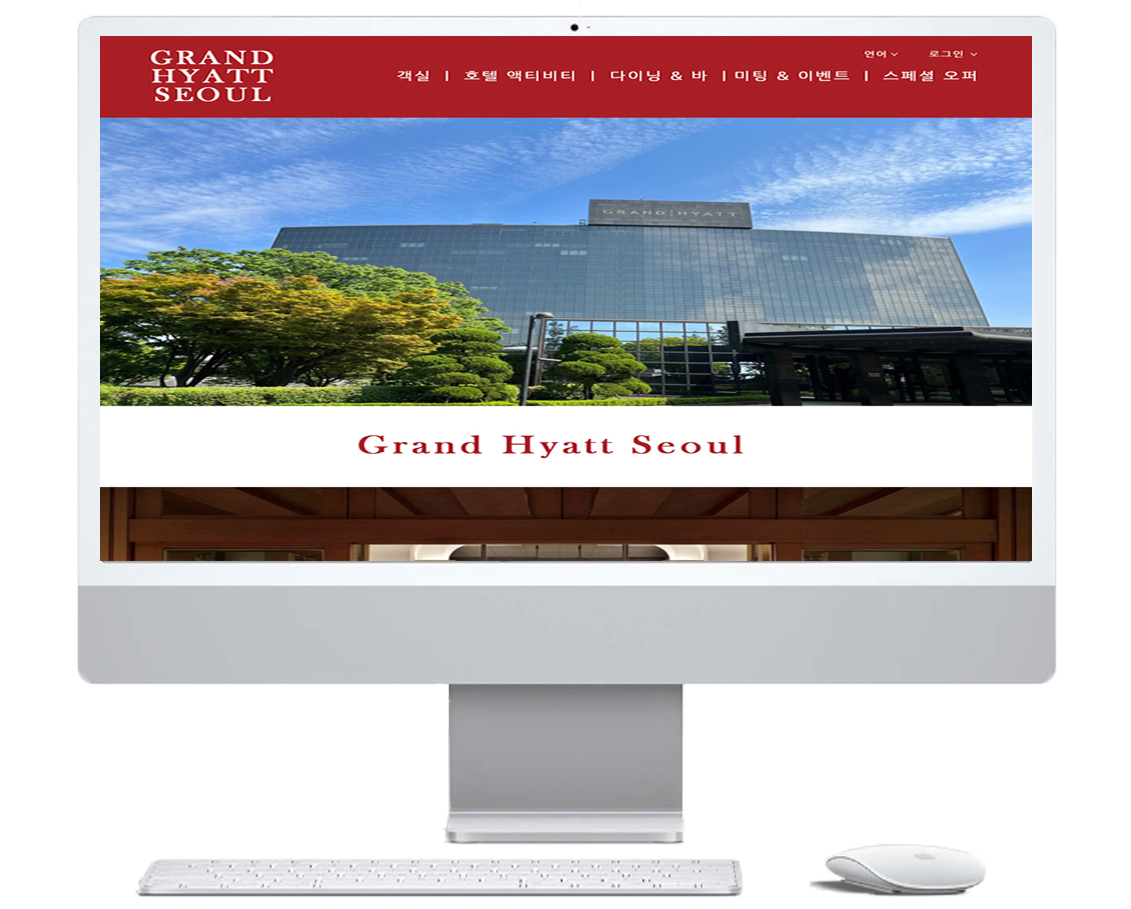 GRAND
HYATT
SEOUL
언어 로그인
객실 | 호텔 액티비티 | 다이닝 & 바 | 미팅 & 이벤트 | 스페셜 오퍼
GRAND | HYATT
Grand Hyatt Seoul